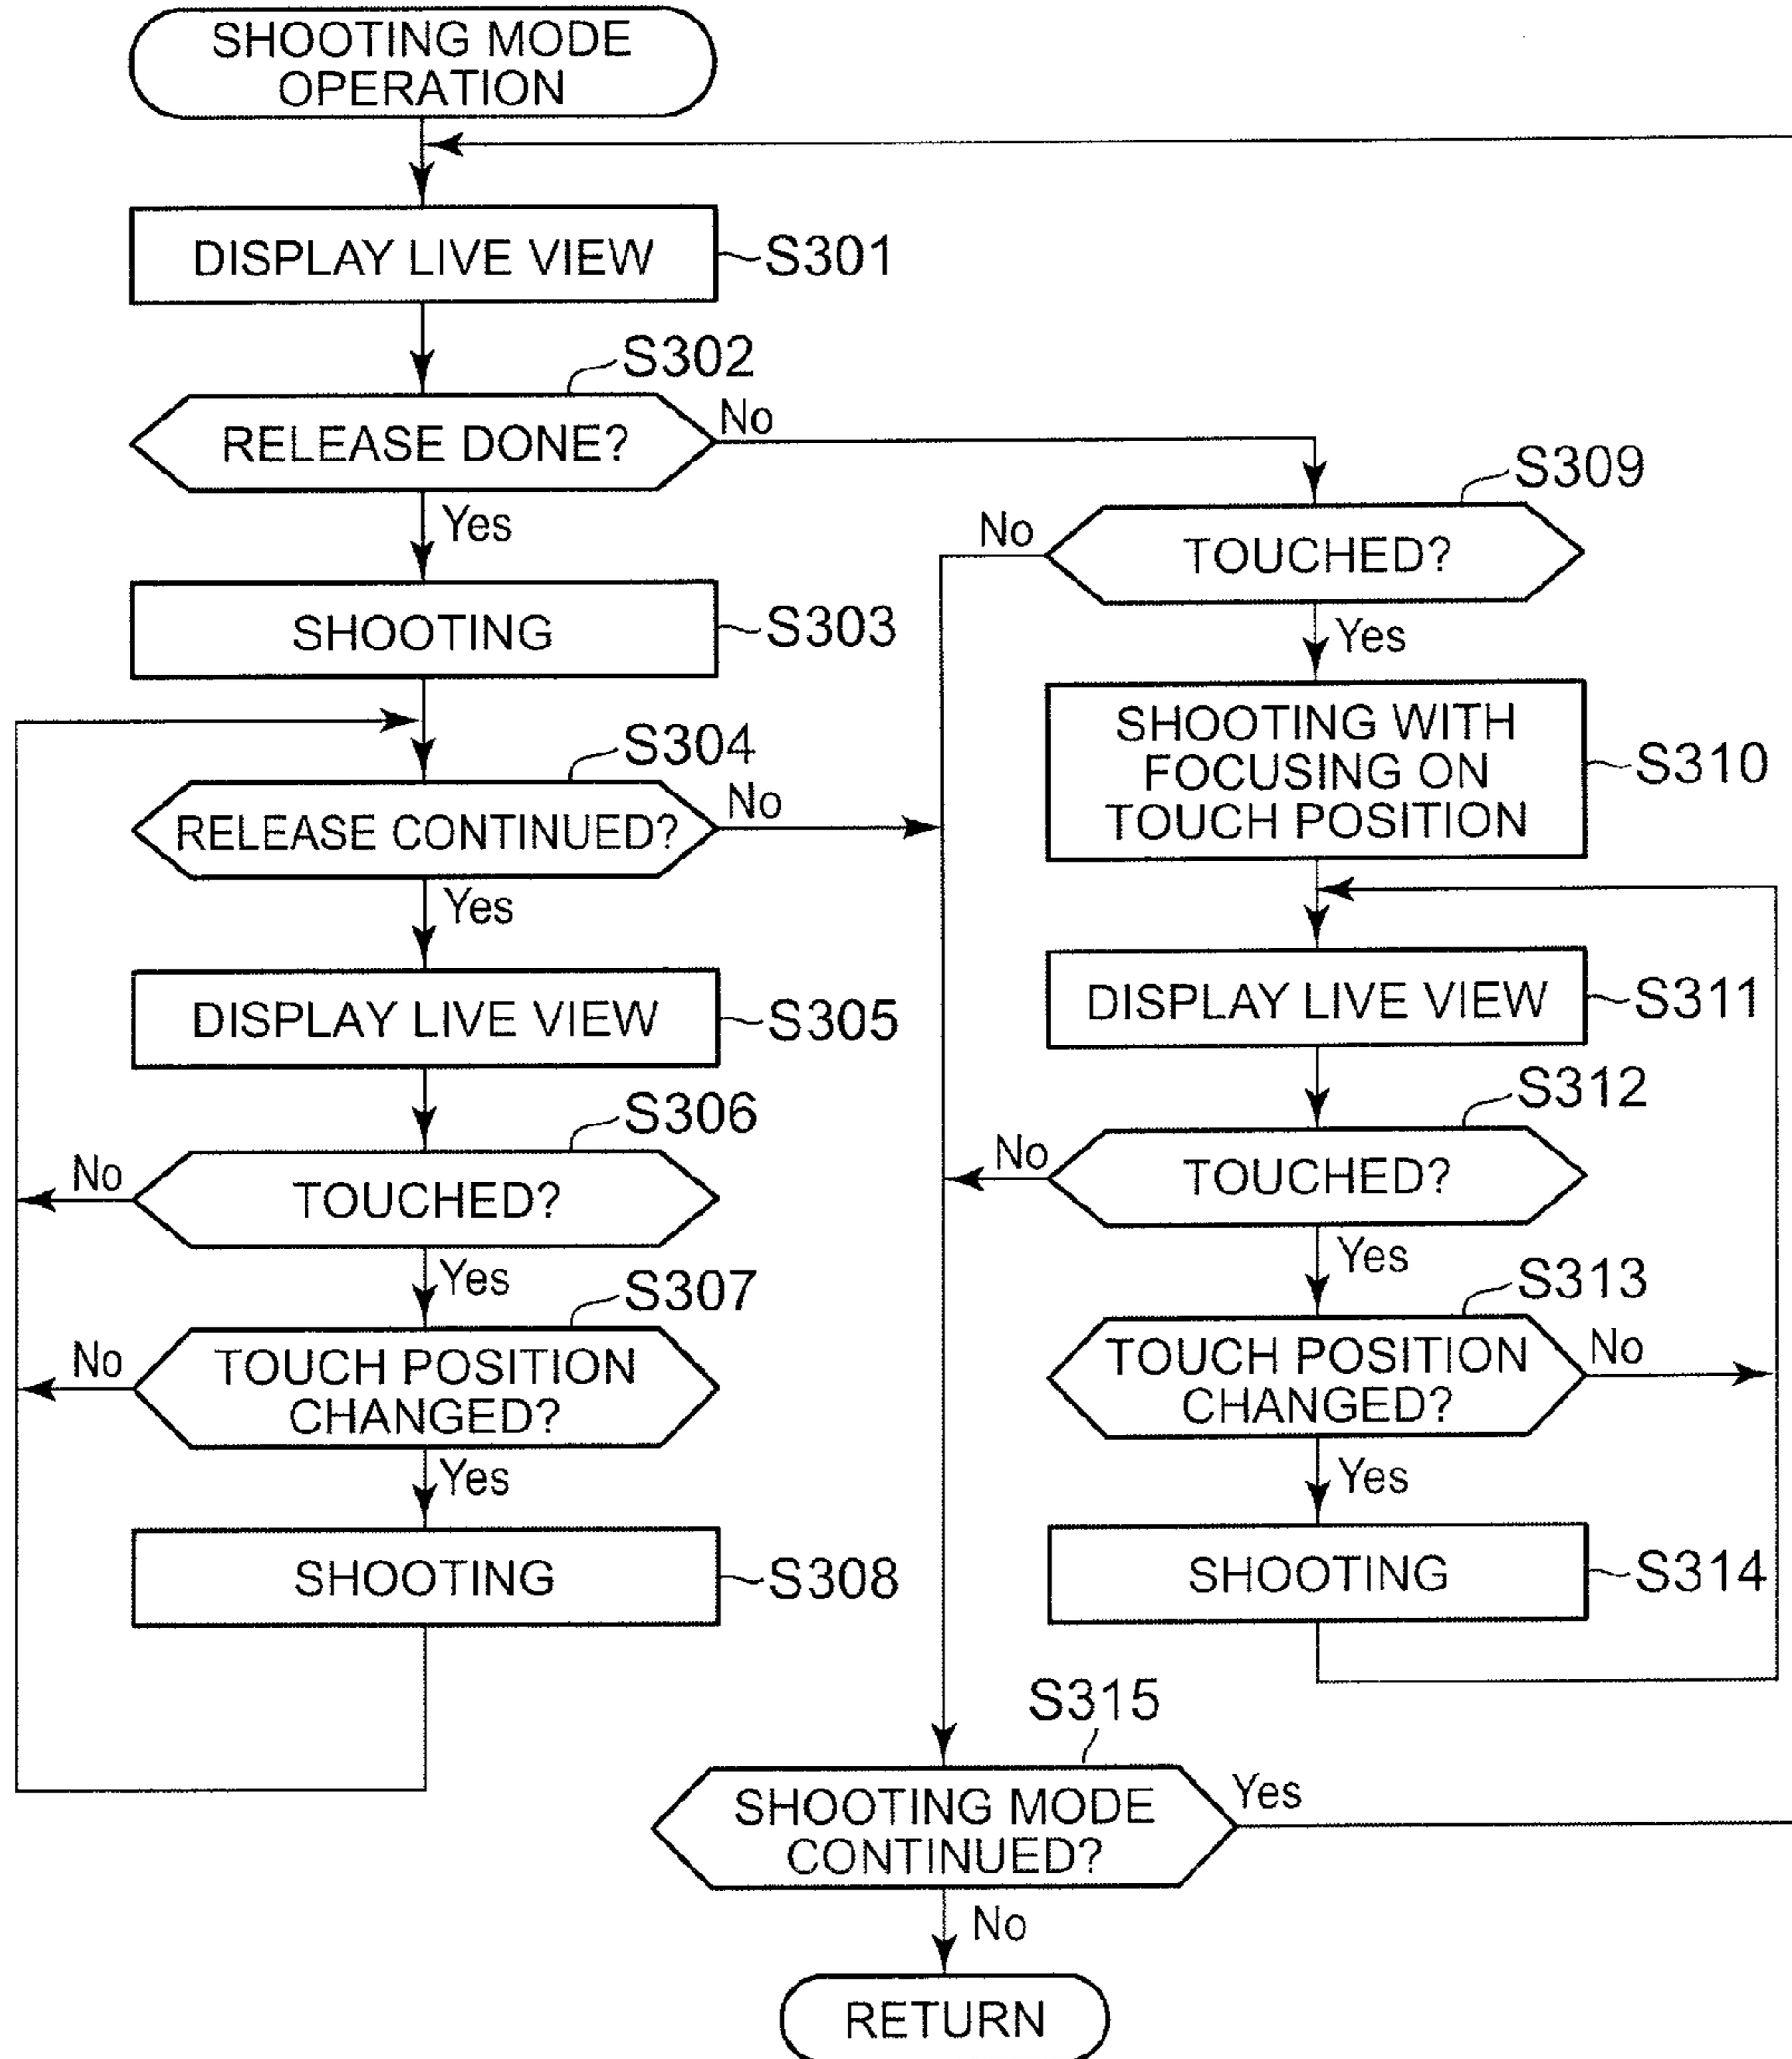 SHOOTING MODE
OPERATION
DISPLAY LIVE VIEW
S301
S302
RELEASE DONE?
No
Yes
SHOOTING
S303
S304
RELEASE CONTINUED?
No
Yes
DISPLAY LIVE VIEW
S305
S306
TOUCHED?
No
Yes
S307
TOUCH POSITION
CHANGED?
No
Yes
SHOOTING
S308
S309
TOUCHED?
No
Yes
SHOOTING WITH
FOCUSING ON
TOUCH POSITION
S310
DISPLAY LIVE VIEW
S311
S312
TOUCHED?
No
Yes
S313
TOUCH POSITION
CHANGED?
No
Yes
SHOOTING
S314
S315
SHOOTING MODE
CONTINUED?
Yes
No
RETURN